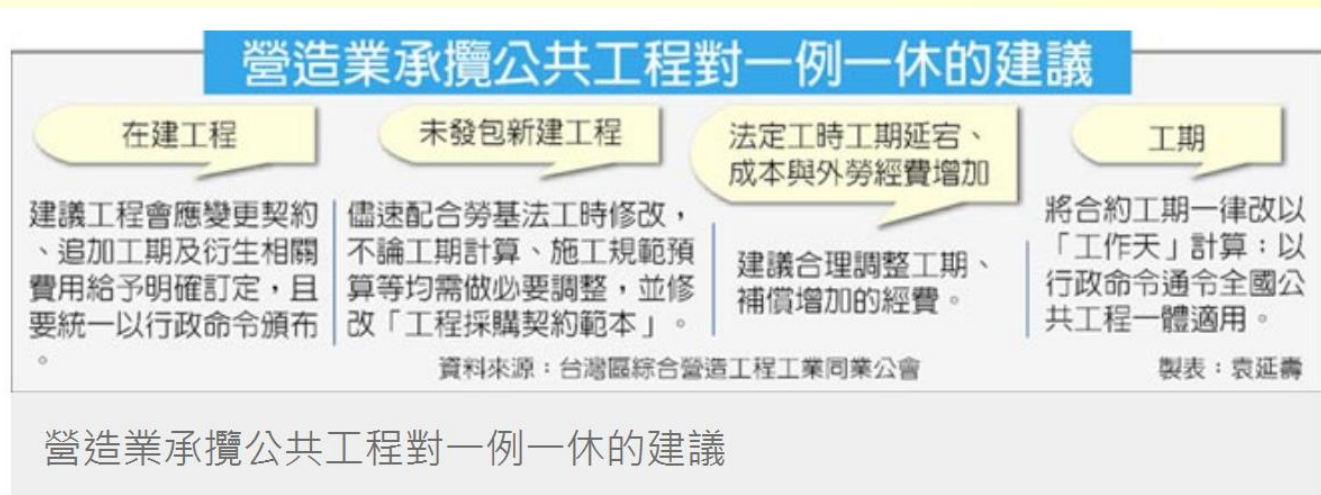 營造業承攬公共工程對一例一休的建議
在建工程
建議工程會應變更契約
、追加工期及衍生相關
費用給予明確訂定，且
要統一以行政命令頒布
。
未發包新建工程
儘速配合勞基法工時修改，
不論工期計算、施工規範預
算等均需做必要調整，並修
改「工程採購契約範本」。
法定工時工期延宕、
成本與外勞經費增加
建議合理調整工期、
補償增加的經費。
工期
將合約工期一律改以
「工作天」計算；以
行政命令通令全國公
共工程一體適用。
資料來源：台灣區綜合營造工程工業同業公會
製表：袁延壽
營造業承攬公共工程對一例一休的建議